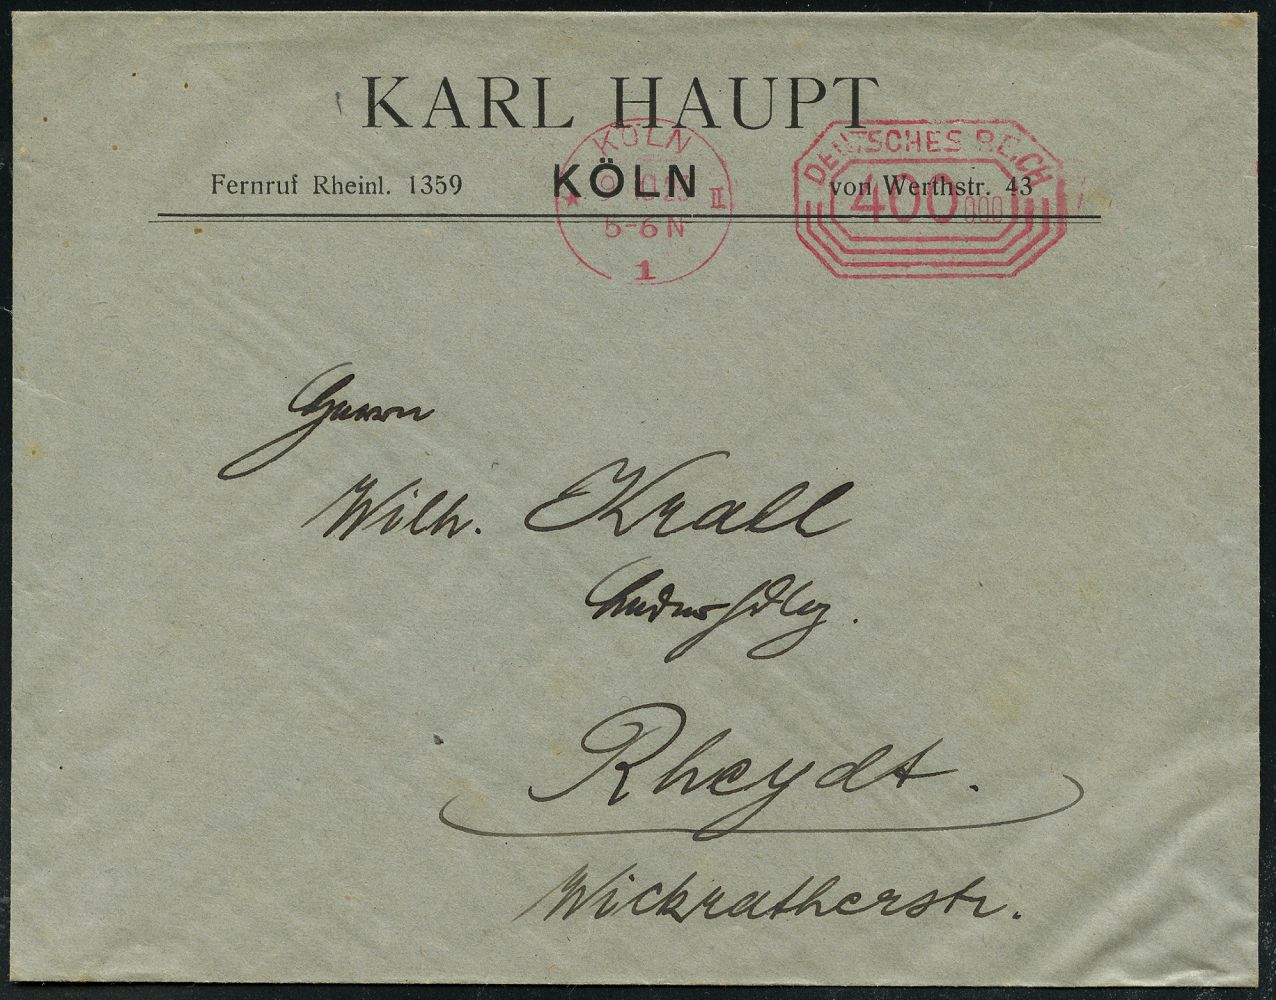 KARL HAUPT
KÖLN
DEUTSCHES REICH
Fernruf Rheinl. 1359
KÖLN
von Werthstr. 43
II
400 000
5-6 N
1
Herrn
Wilh. Krall
Rheydt.
Wickratherstr.